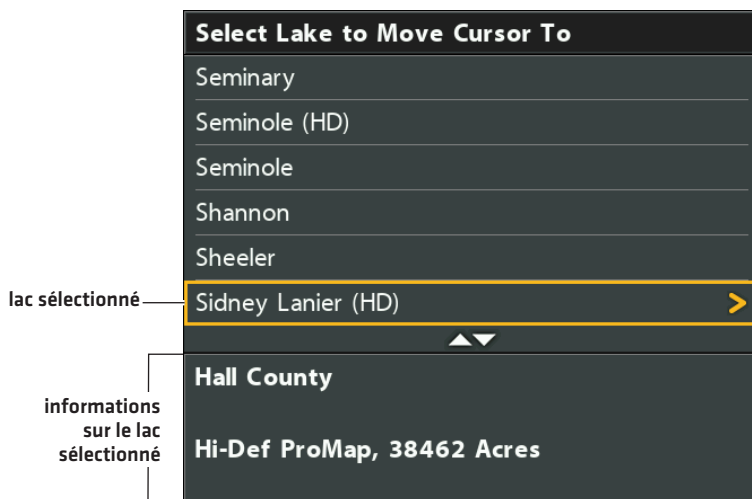 Select Lake to Move Cursor To
Seminary
Seminole (HD)
Seminole
Shannon
Sheeler
lac sélectionné
Sidney Lanier (HD)
Hall County
informations
sur le lac
sélectionné
Hi-Def ProMap, 38462 Acres